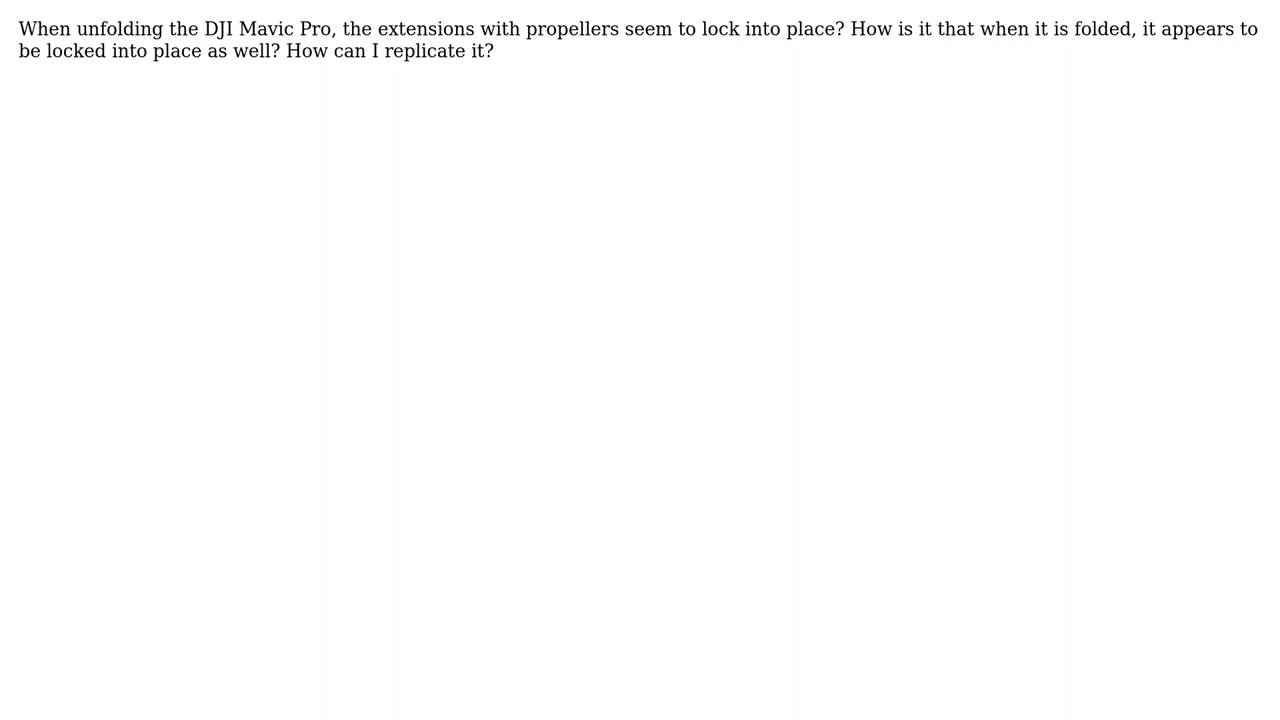 When unfolding the DJI Mavic Pro, the extensions with propellers seem to lock into place? How is it that when it is folded, it appears to
be locked into place as well? How can I replicate it?